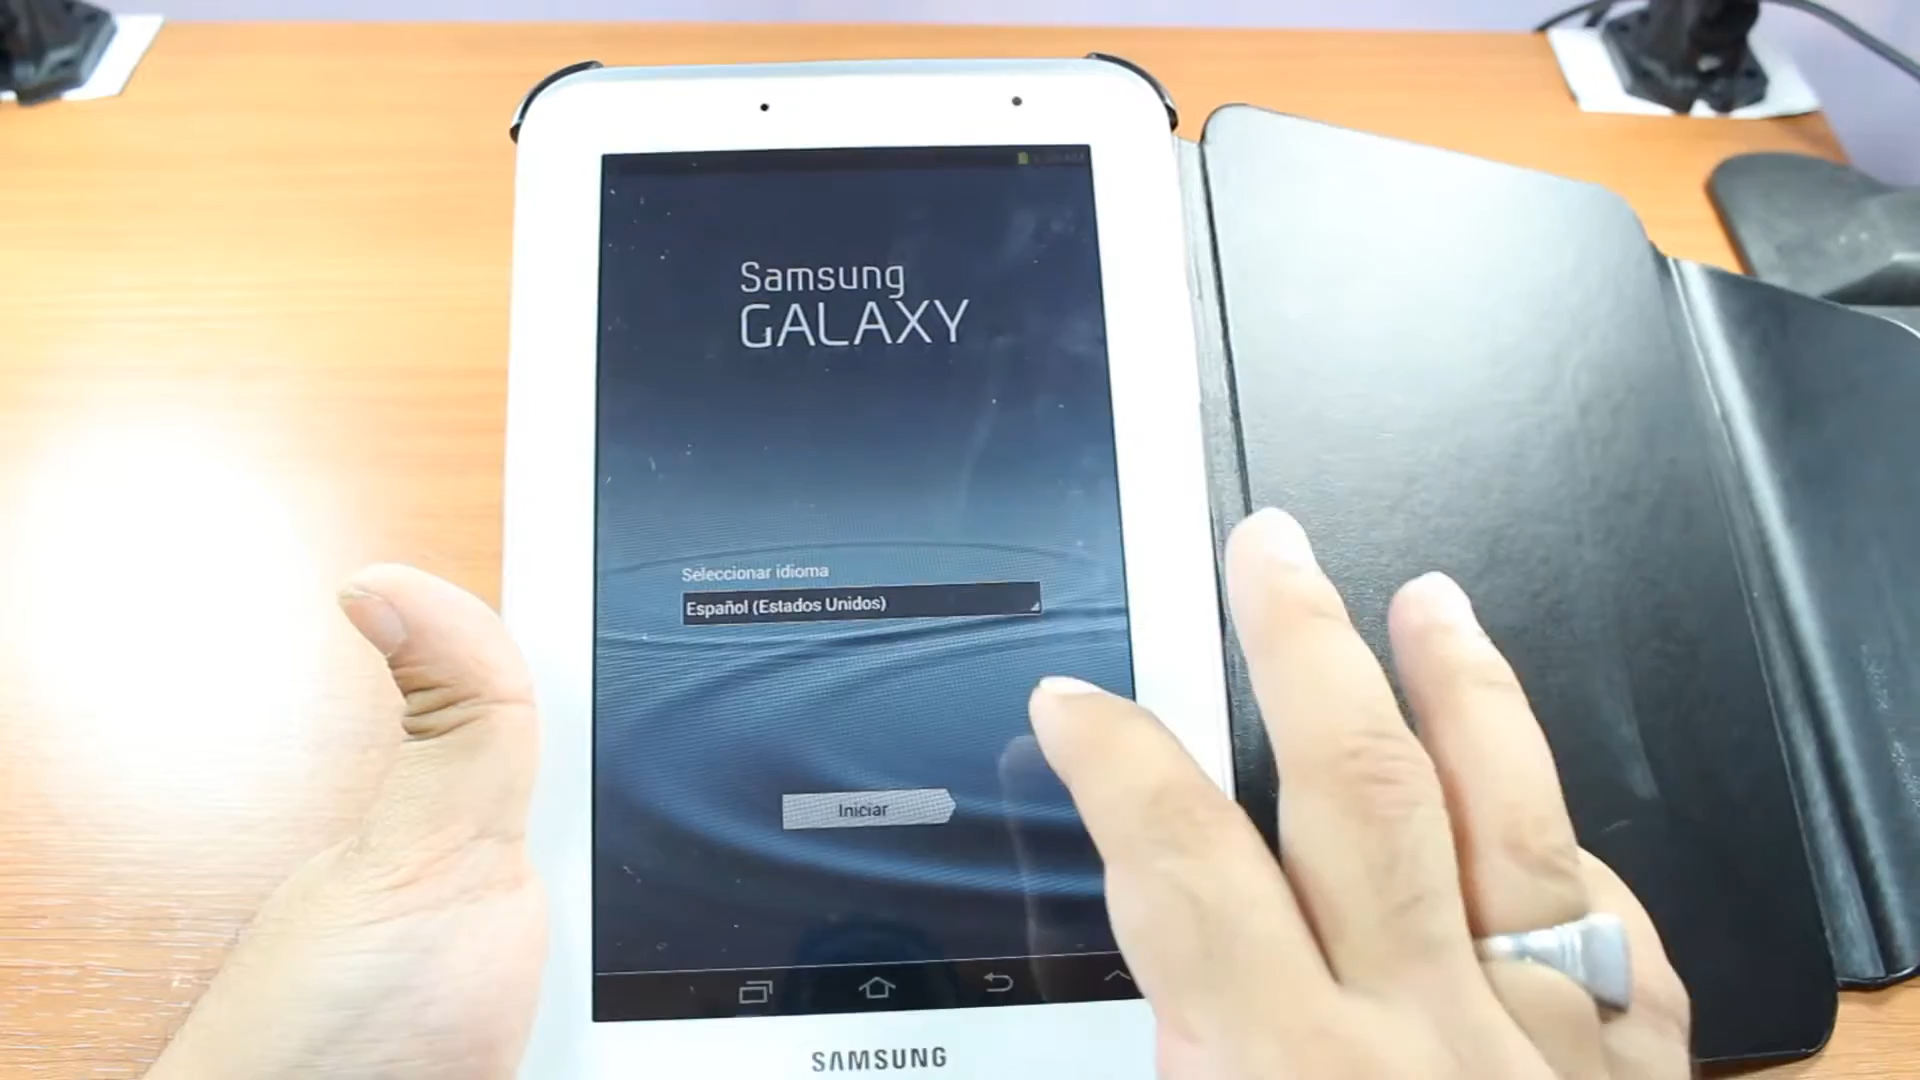 Samsung
GALAXY
Seleccionar idioma
Español (Estados Unidos)
Iniciar
SAMSUNG